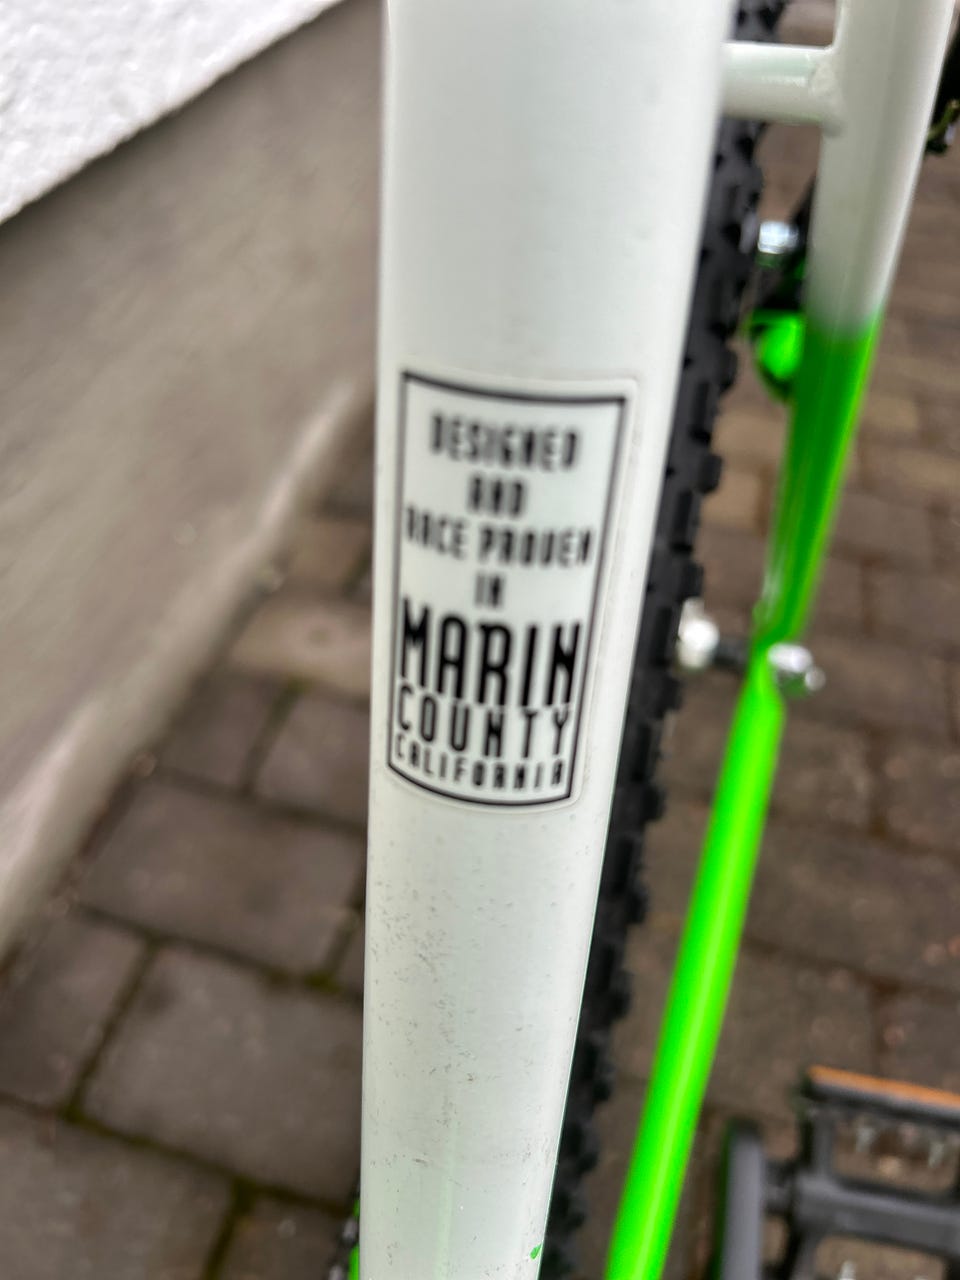 DESIGNED
AND
RACE PROVEN
IN
MARIN
COUNTY
CALIFORNIA